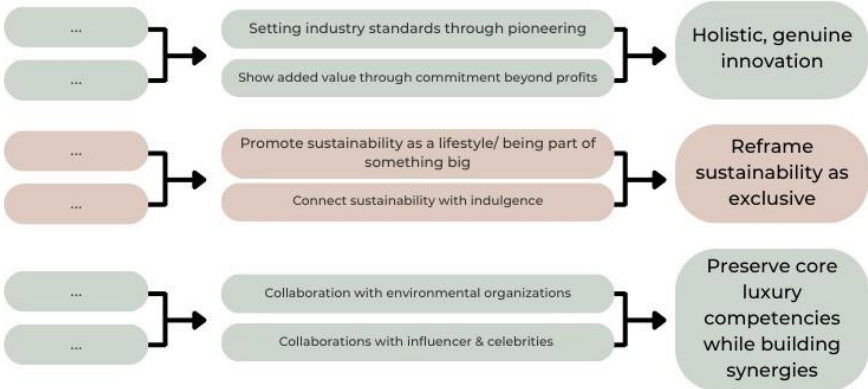 ...
...
Setting industry standards through pioneering
Show added value through commitment beyond profits
Holistic, genuine
innovation
...
...
Promote sustainability as a lifestyle/ being part of
something big
Connect sustainability with indulgence
Reframe
sustainability as
exclusive
...
...
Collaboration with environmental organizations
Collaborations with influencer & celebrities
Preserve core
luxury
competencies
while building
synergies